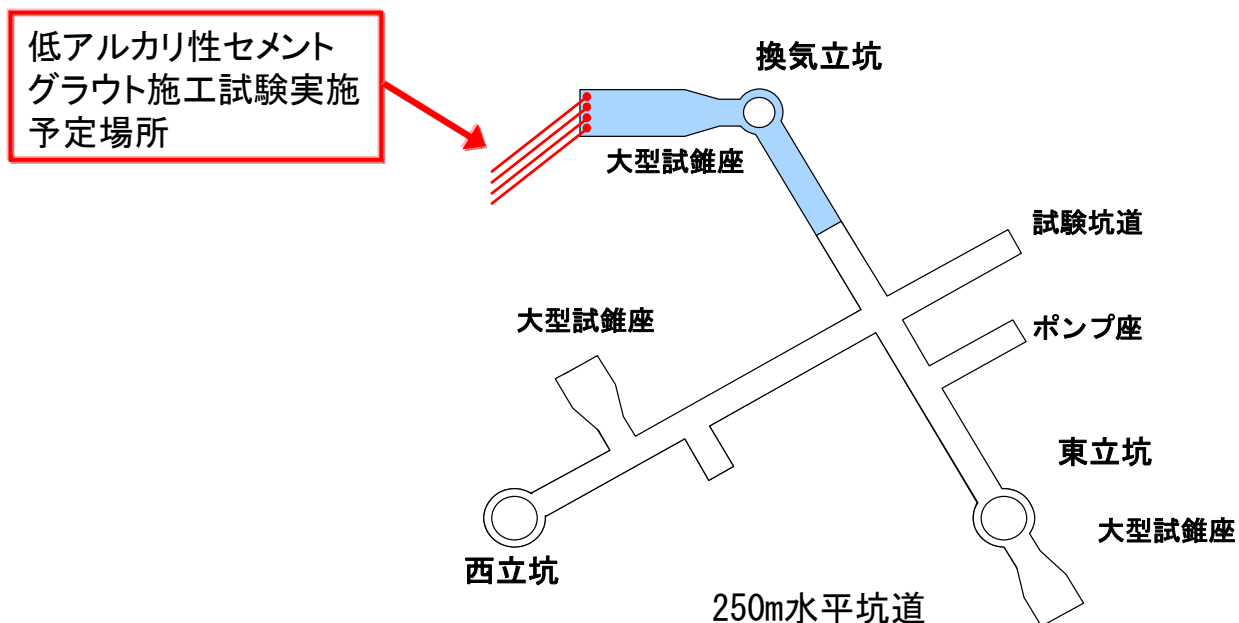 低アルカリ性セメント
グラウト施工試験実施
予定場所
換気立坑
大型試錐座
試験坑道
大型試錐座
ポンプ座
東立坑
大型試錐座
西立坑
250m水平坑道